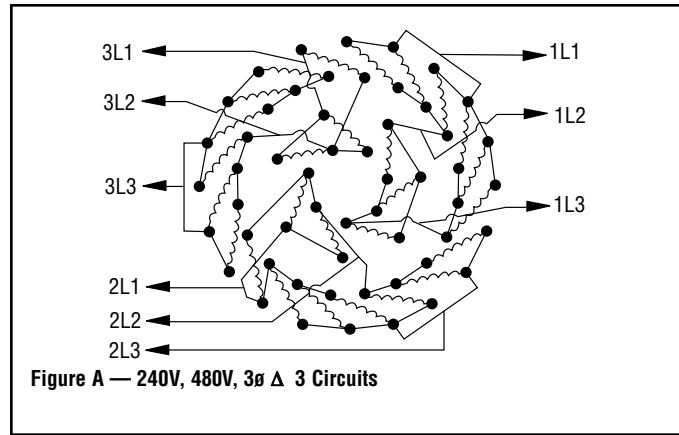 3L1
1L1
3L2
1L2
3L3
1L3
2L1
2L2
2L3
Figure A — 240V, 480V, 3ø Δ 3 Circuits